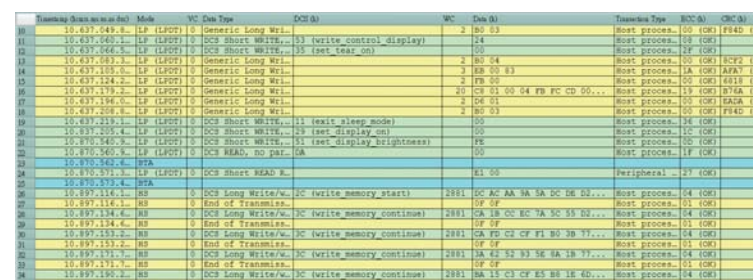 Timestamp (hh:mm:ss.ms.us.ns) Mode VC Data Type DCS (h) WC Data (h) Transaction Type ECC (h) CRC (h)
10 10.637.049.8... LP (LPDT) 0 Generic Long Wri... 2 B0 03 Host proces... 00 (OK) F84D (
11 10.637.060.1... LP (LPDT) 0 DCS Short WRITE,... 53 (write_control_display) 24 Host proces... 08 (OK)
12 10.637.066.5... LP (LPDT) 0 DCS Short WRITE,... 35 (set_tear_on) 00 Host proces... 2F (OK)
13 10.637.083.3... LP (LPDT) 0 Generic Long Wri... 2 B0 04 Host proces... 00 (OK) 8CF2 (
14 10.637.105.0... LP (LPDT) 0 Generic Long Wri... 3 EB 00 83 Host proces... 1A (OK) AFA7 (
15 10.637.124.2... LP (LPDT) 0 Generic Long Wri... 2 FB 00 Host proces... 00 (OK) 6818 (
16 10.637.179.2... LP (LPDT) 0 Generic Long Wri... 20 C8 01 00 04 FB FC CD 00... Host proces... 19 (OK) B76A (
17 10.637.196.0... LP (LPDT) 0 Generic Long Wri... 2 D6 01 Host proces... 00 (OK) EADA (
18 10.637.208.8... LP (LPDT) 0 Generic Long Wri... 2 B0 03 Host proces... 00 (OK) F84D (
19 10.637.219.1... LP (LPDT) 0 DCS Short WRITE,... 11 (exit_sleep_mode) 00 Host proces... 36 (OK)
20 10.837.205.4... LP (LPDT) 0 DCS Short WRITE,... 29 (set_display_on) 00 Host proces... 1C (OK)
21 10.870.540.9... LP (LPDT) 0 DCS Short WRITE,... 51 (set_display_brightness) FE Host proces... 0D (OK)
22 10.870.560.9... LP (LPDT) 0 DCS READ, no par... DA 00 Host proces... 1F (OK)
23 10.870.562.6... BTA
24 10.870.571.3... LP (LPDT) 0 DCS Short READ R... E1 00 Peripheral ... 27 (OK)
25 10.870.573.4... BTA
26 10.897.116.1... HS 0 DCS Long Write/w... 2C (write_memory_start) 2881 DC AC AA 9A 5A DC DE D2... Host proces... 04 (OK)
27 10.897.116.1... HS 0 End of Transmiss... 0F 0F Host proces... 01 (OK)
28 10.897.134.6... HS 0 DCS Long Write/w... 3C (write_memory_continue) 2881 CA 1B CC EC 7A 5C 55 D2... Host proces... 04 (OK)
29 10.897.134.6... HS 0 End of Transmiss... 0F 0F Host proces... 01 (OK)
30 10.897.153.2... HS 0 DCS Long Write/w... 3C (write_memory_continue) 2881 CA FD C2 CF F1 B0 3B 77... Host proces... 04 (OK)
31 10.897.153.2... HS 0 End of Transmiss... 0F 0F Host proces... 01 (OK)
32 10.897.171.7... HS 0 DCS Long Write/w... 3C (write_memory_continue) 2881 3A 62 52 93 5E 8A 1B 77... Host proces... 04 (OK)
33 10.897.171.7... HS 0 End of Transmiss... 0F 0F Host proces... 01 (OK)
34 10.897.190.2... HS 0 DCS Long Write/w... 3C (write_memory_continue) 2881 BA 15 C3 CF E5 B8 1E 6D... Host proces... 04 (OK)